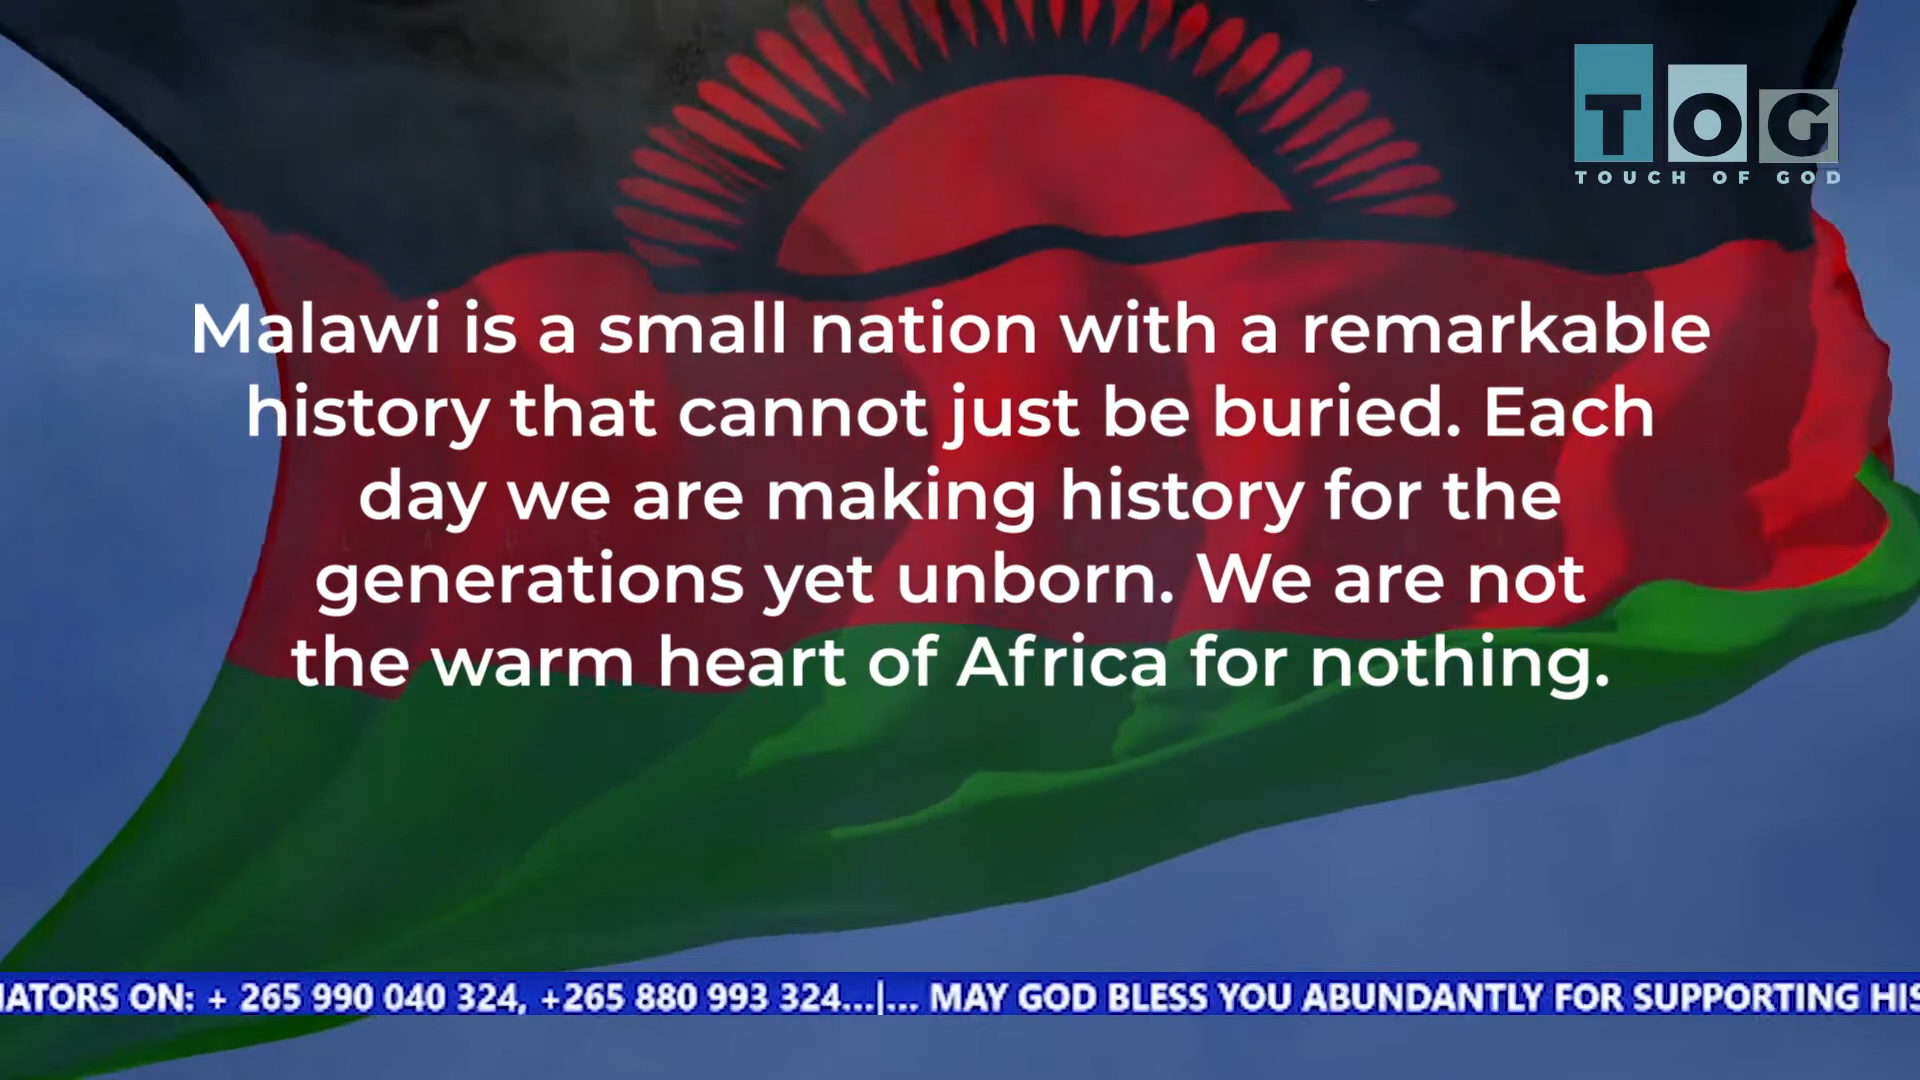 TOG
TOUCH OF GOD
Malawi is a small nation with a remarkable
history that cannot just be buried. Each
day we are making history for the
generations yet unborn. We are not
the warm heart of Africa for nothing.
IATORS ON: + 265 990 040 324, +265 880 993 324...|... MAY GOD BLESS YOU ABUNDANTLY FOR SUPPORTING HIS